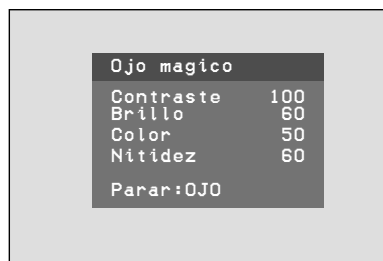 Ojo magico
Contraste 100
Brillo 60
Color 50
Nitidez 60
Parar:OJO